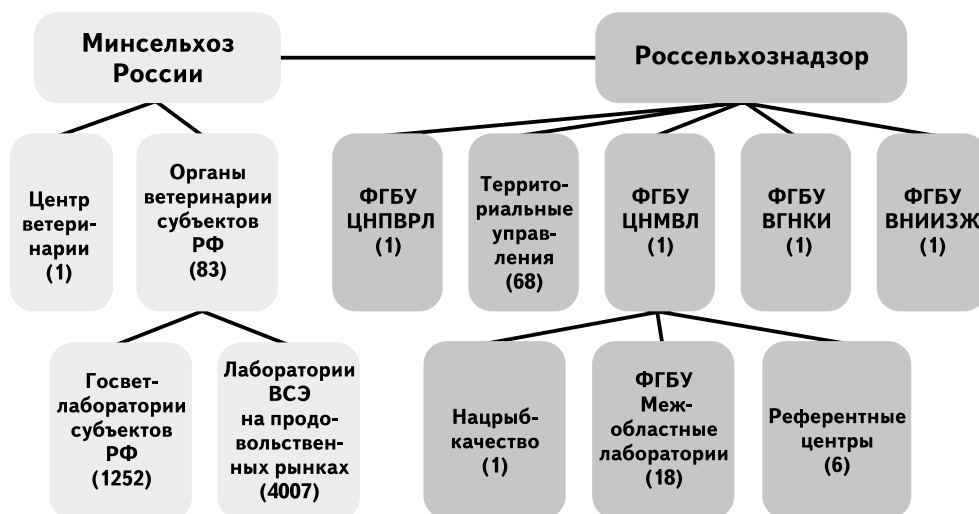 Минсельхоз
России
Россельхознадзор
Центр
ветери-
нарии
(1)
Органы
ветеринарии
субъектов
РФ
(83)
ФГБУ
ЦНПВРЛ
(1)
Террито-
риальные
управ-
ления
(68)
ФГБУ
ЦНМВЛ
(1)
ФГБУ
ВГНКИ
(1)
ФГБУ
ВНИИЗЖ
(1)
Госвет-
лаборатории
субъектов
РФ
(1252)
Лаборатории
ВСЭ
на продо-
вольствен-
ных рынках
(4007)
Нацрыб-
качество
(1)
ФГБУ
Меж-
областные
лаборатории
(18)
Референтные
центры
(6)